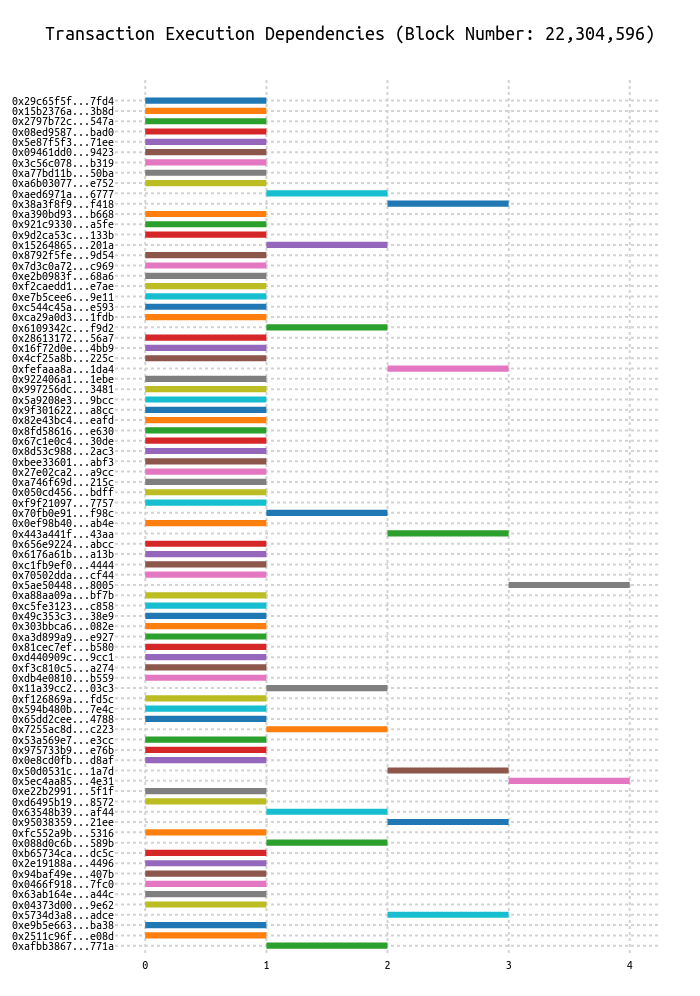 Transaction Execution Dependencies (Block Number: 22,304,596)
0x29c65f5f...7fd4
0x15b2376a...3b8d
0x2797b72c...547a
0x08ed9587...bad0
0x5e87f5f3...71ee
0x09461dd0...9423
0x3c56c078...b319
0xa77bd11b...50ba
0xa6b03077...e752
0xaed6971a...6777
0x38a3f8f9...f418
0xa390bd93...b668
0x921c9330...a5fe
0x9d2ca53c...133b
0x15264865...201a
0x8792f5fe...9d54
0x7d3c0a72...c969
0xe2b0983f...68a6
0xf2caedd1...e7ae
0xe7b5cee6...9e11
0xc544c45a...e593
0xca29a0d3...1fdb
0x6109342c...f9d2
0x28613172...56a7
0x16f72d0e...4bb9
0x4cf25a8b...225c
0xfefaaa8a...1da4
0x922406a1...1ebe
0x997256dc...3481
0x5a9208e3...9bcc
0x9f301622...a8cc
0x82e43bc4...eafd
0x8fd58616...e630
0x67c1e0c4...30de
0x8d53c988...2ac3
0xbee33601...abf3
0x27e02ca2...a9cc
0xa746f69d...215c
0x050cd456...bdff
0xf9f21097...7757
0x70fb0e91...f98c
0x0ef98b40...ab4e
0x443a441f...43aa
0x656e9224...abcc
0x6176a61b...a13b
0xc1fb9ef0...4444
0x70502dda...cf44
0x5ae50448...8005
0xa88aa09a...bf7b
0xc5fe3123...c858
0x49c353c3...38e9
0x303bbca6...082e
0xa3d899a9...e927
0x81cec7ef...b580
0xd440909c...9cc1
0xf3c810c5...a274
0xdb4e0810...b559
0x11a39cc2...03c3
0xf126869a...fd5c
0x594b480b...7e4c
0x65dd2cee...4788
0x7255ac8d...c223
0x53a569e7...e3cc
0x975733b9...e76b
0x0e8cd0fb...d8af
0x50d0531c...1a7d
0x5ec4aa85...4e31
0xe22b2991...5f1f
0xd6495b19...8572
0x63548b39...af44
0x95038359...21ee
0xfc552a9b...5316
0x088d0c6b...589b
0xb65734ca...dc5c
0x2e19188a...4496
0x94baf49e...407b
0x0466f918...7fc0
0x63ab164e...a44c
0x04373d00...9e62
0x5734d3a8...adce
0xe9b5e663...ba38
0x2511c96f...e08d
0xafbb3867...771a
0 1 2 3 4